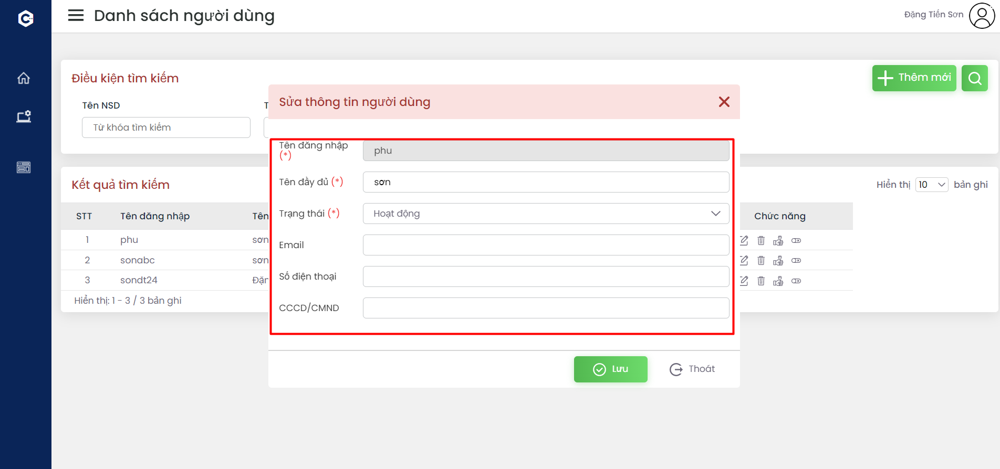 Danh sách người dùng
Đặng Tiến Sơn
Điều kiện tìm kiếm
Thêm mới
Tên NSD
T
Từ khóa tìm kiếm
Sửa thông tin người dùng
Tên đăng nhập
(*)
phu
Tên đầy đủ (*)
sơn
Trạng thái (*)
Hoạt động
Email
Số điện thoại
CCCD/CMND
Lưu
Thoát
Kết quả tìm kiếm
Hiển thị 10 bản ghi
STT Tên đăng nhập Tên Chức năng
1 phu sơn
2 sonabc sơn
3 sondt24 Đặn
Hiển thị: 1 - 3 / 3 bản ghi